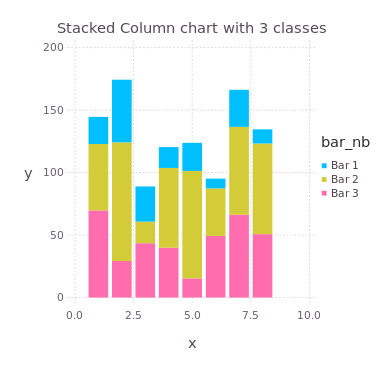 Stacked Column chart with 3 classes
200
150
100
50
0
y
0.0 2.5 5.0 7.5 10.0
x
bar_nb
Bar 1
Bar 2
Bar 3